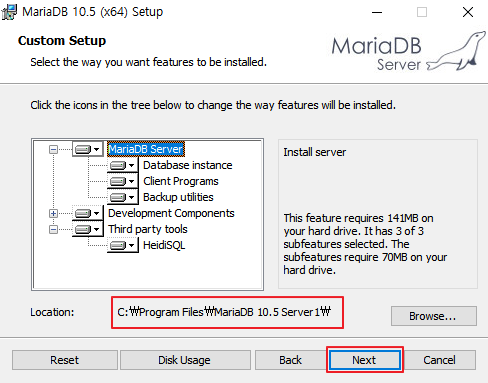 MariaDB 10.5 (x64) Setup
Custom Setup
Select the way you want features to be installed.
MariaDB
Server
Click the icons in the tree below to change the way features will be installed.
MariaDB Server
Database instance
Client Programs
Backup utilities
Development Components
Third party tools
HeidiSQL
Install server
This feature requires 141MB on
your hard drive. It has 3 of 3
subfeatures selected. The
subfeatures require 70MB on your
hard drive.
Location:
C:₩Program Files₩MariaDB 10.5 Server1₩
Browse...
Reset
Disk Usage
Back
Next
Cancel